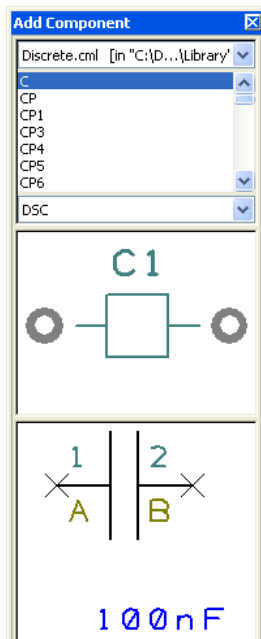 Add Component
Discrete.cml [in "C:\D...\Library"
C
CP
CP1
CP3
CP4
CP5
CP6
DSC
C1
1 2
A B
100nF